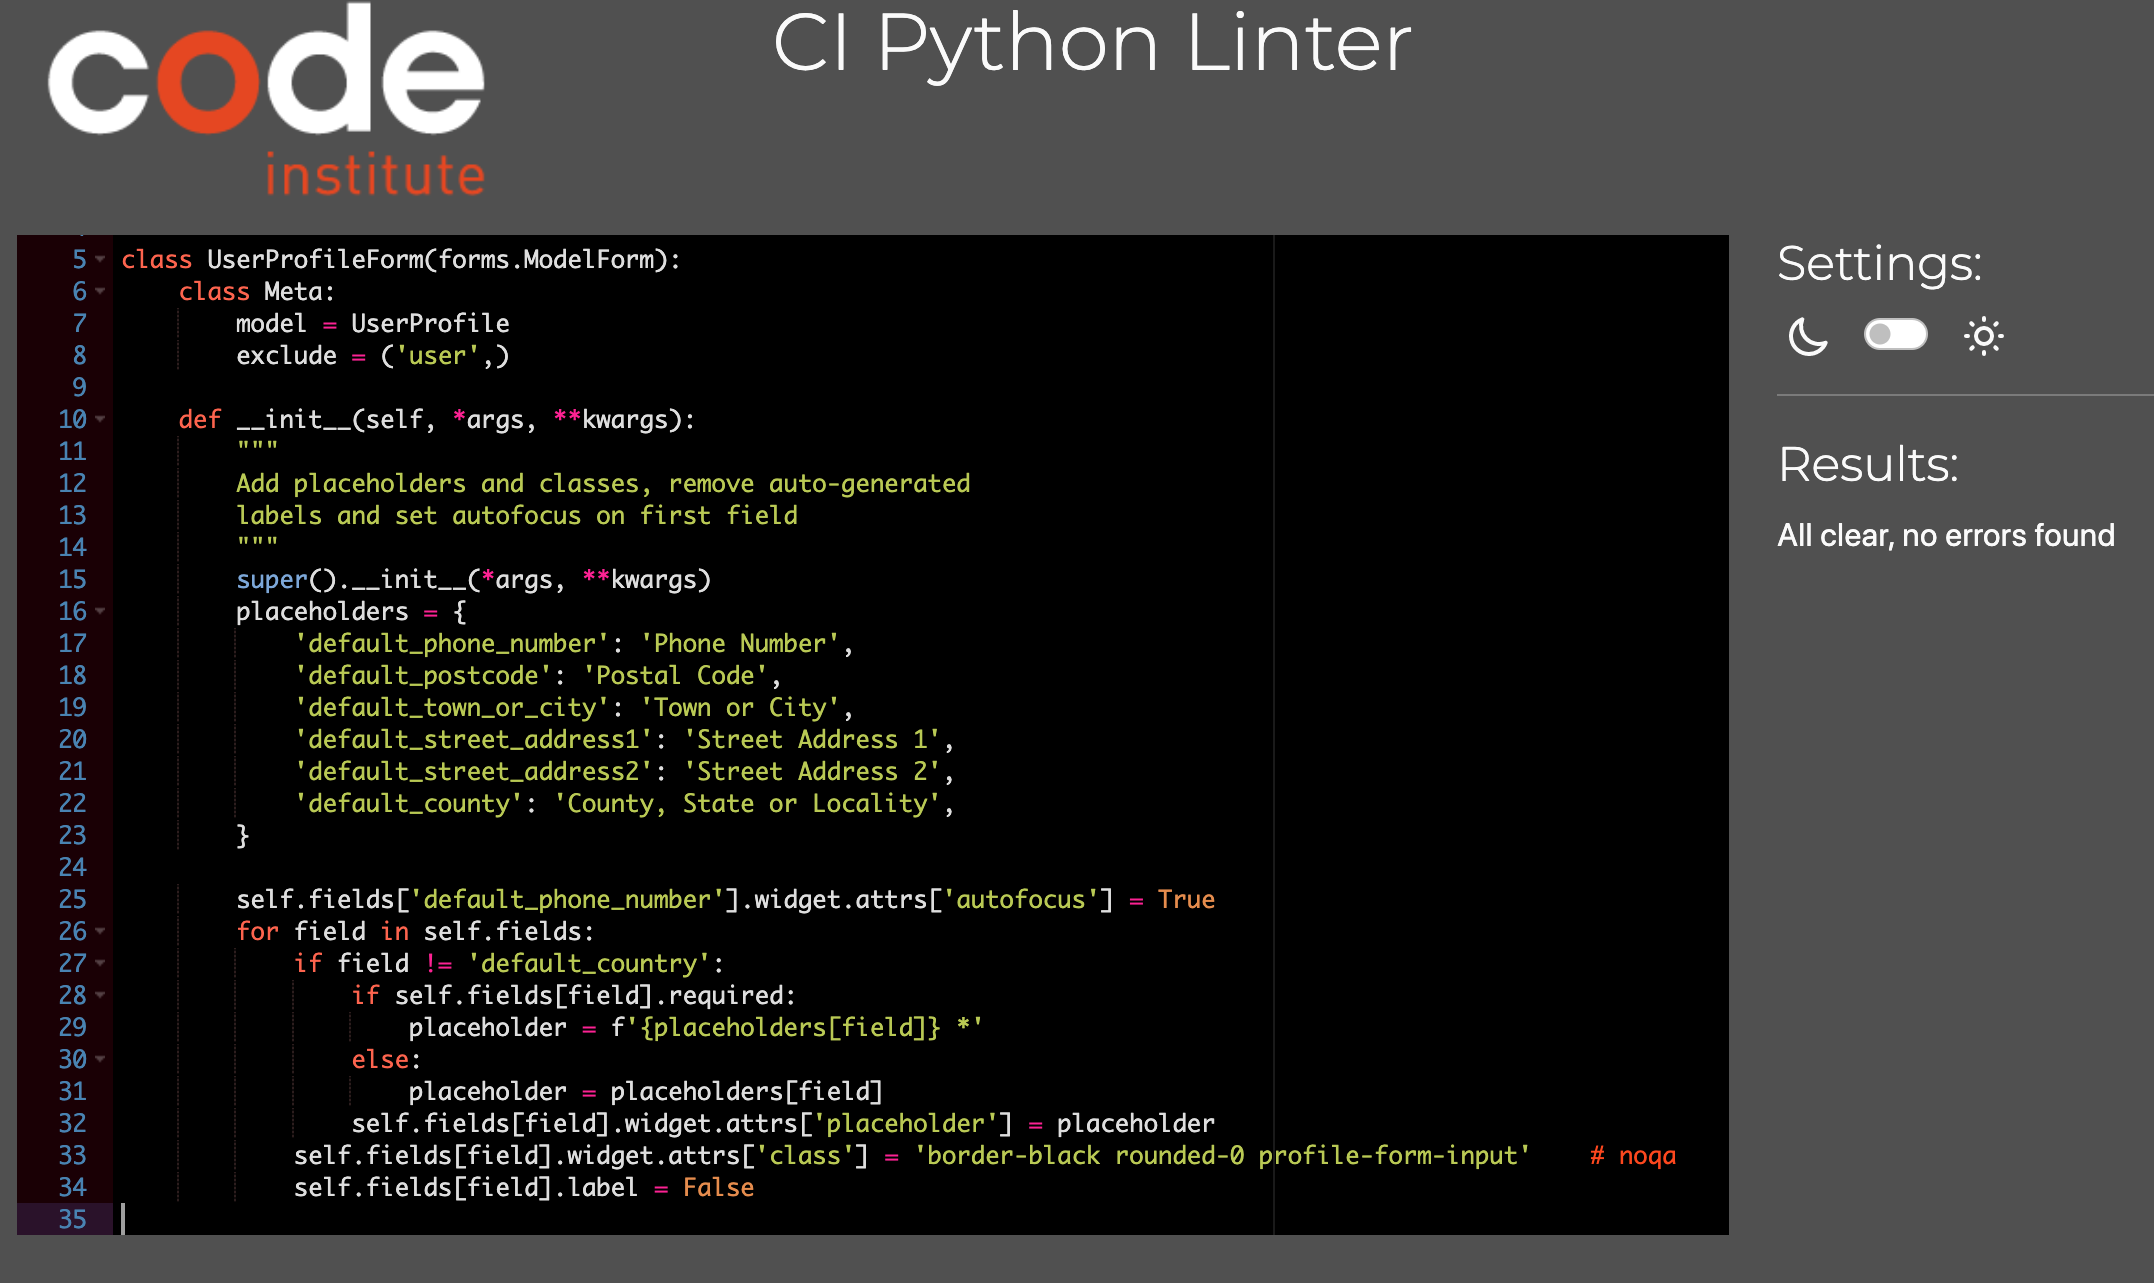 code
institute
CI Python Linter
5 class UserProfileForm(forms.ModelForm):
6     class Meta:
7         model = UserProfile
8         exclude = ('user',)
9
10     def __init__(self, *args, **kwargs):
11         """
12         Add placeholders and classes, remove auto-generated
13         labels and set autofocus on first field
14         """
15         super().__init__(*args, **kwargs)
16         placeholders = {
17             'default_phone_number': 'Phone Number',
18             'default_postcode': 'Postal Code',
19             'default_town_or_city': 'Town or City',
20             'default_street_address1': 'Street Address 1',
21             'default_street_address2': 'Street Address 2',
22             'default_county': 'County, State or Locality',
23         }
24
25         self.fields['default_phone_number'].widget.attrs['autofocus'] = True
26         for field in self.fields:
27             if field != 'default_country':
28                 if self.fields[field].required:
29                     placeholder = f'{placeholders[field]} *'
30                 else:
31                     placeholder = placeholders[field]
32                 self.fields[field].widget.attrs['placeholder'] = placeholder
33             self.fields[field].widget.attrs['class'] = 'border-black rounded-0 profile-form-input'    # noqa
34             self.fields[field].label = False
35
Settings:
Results:
All clear, no errors found